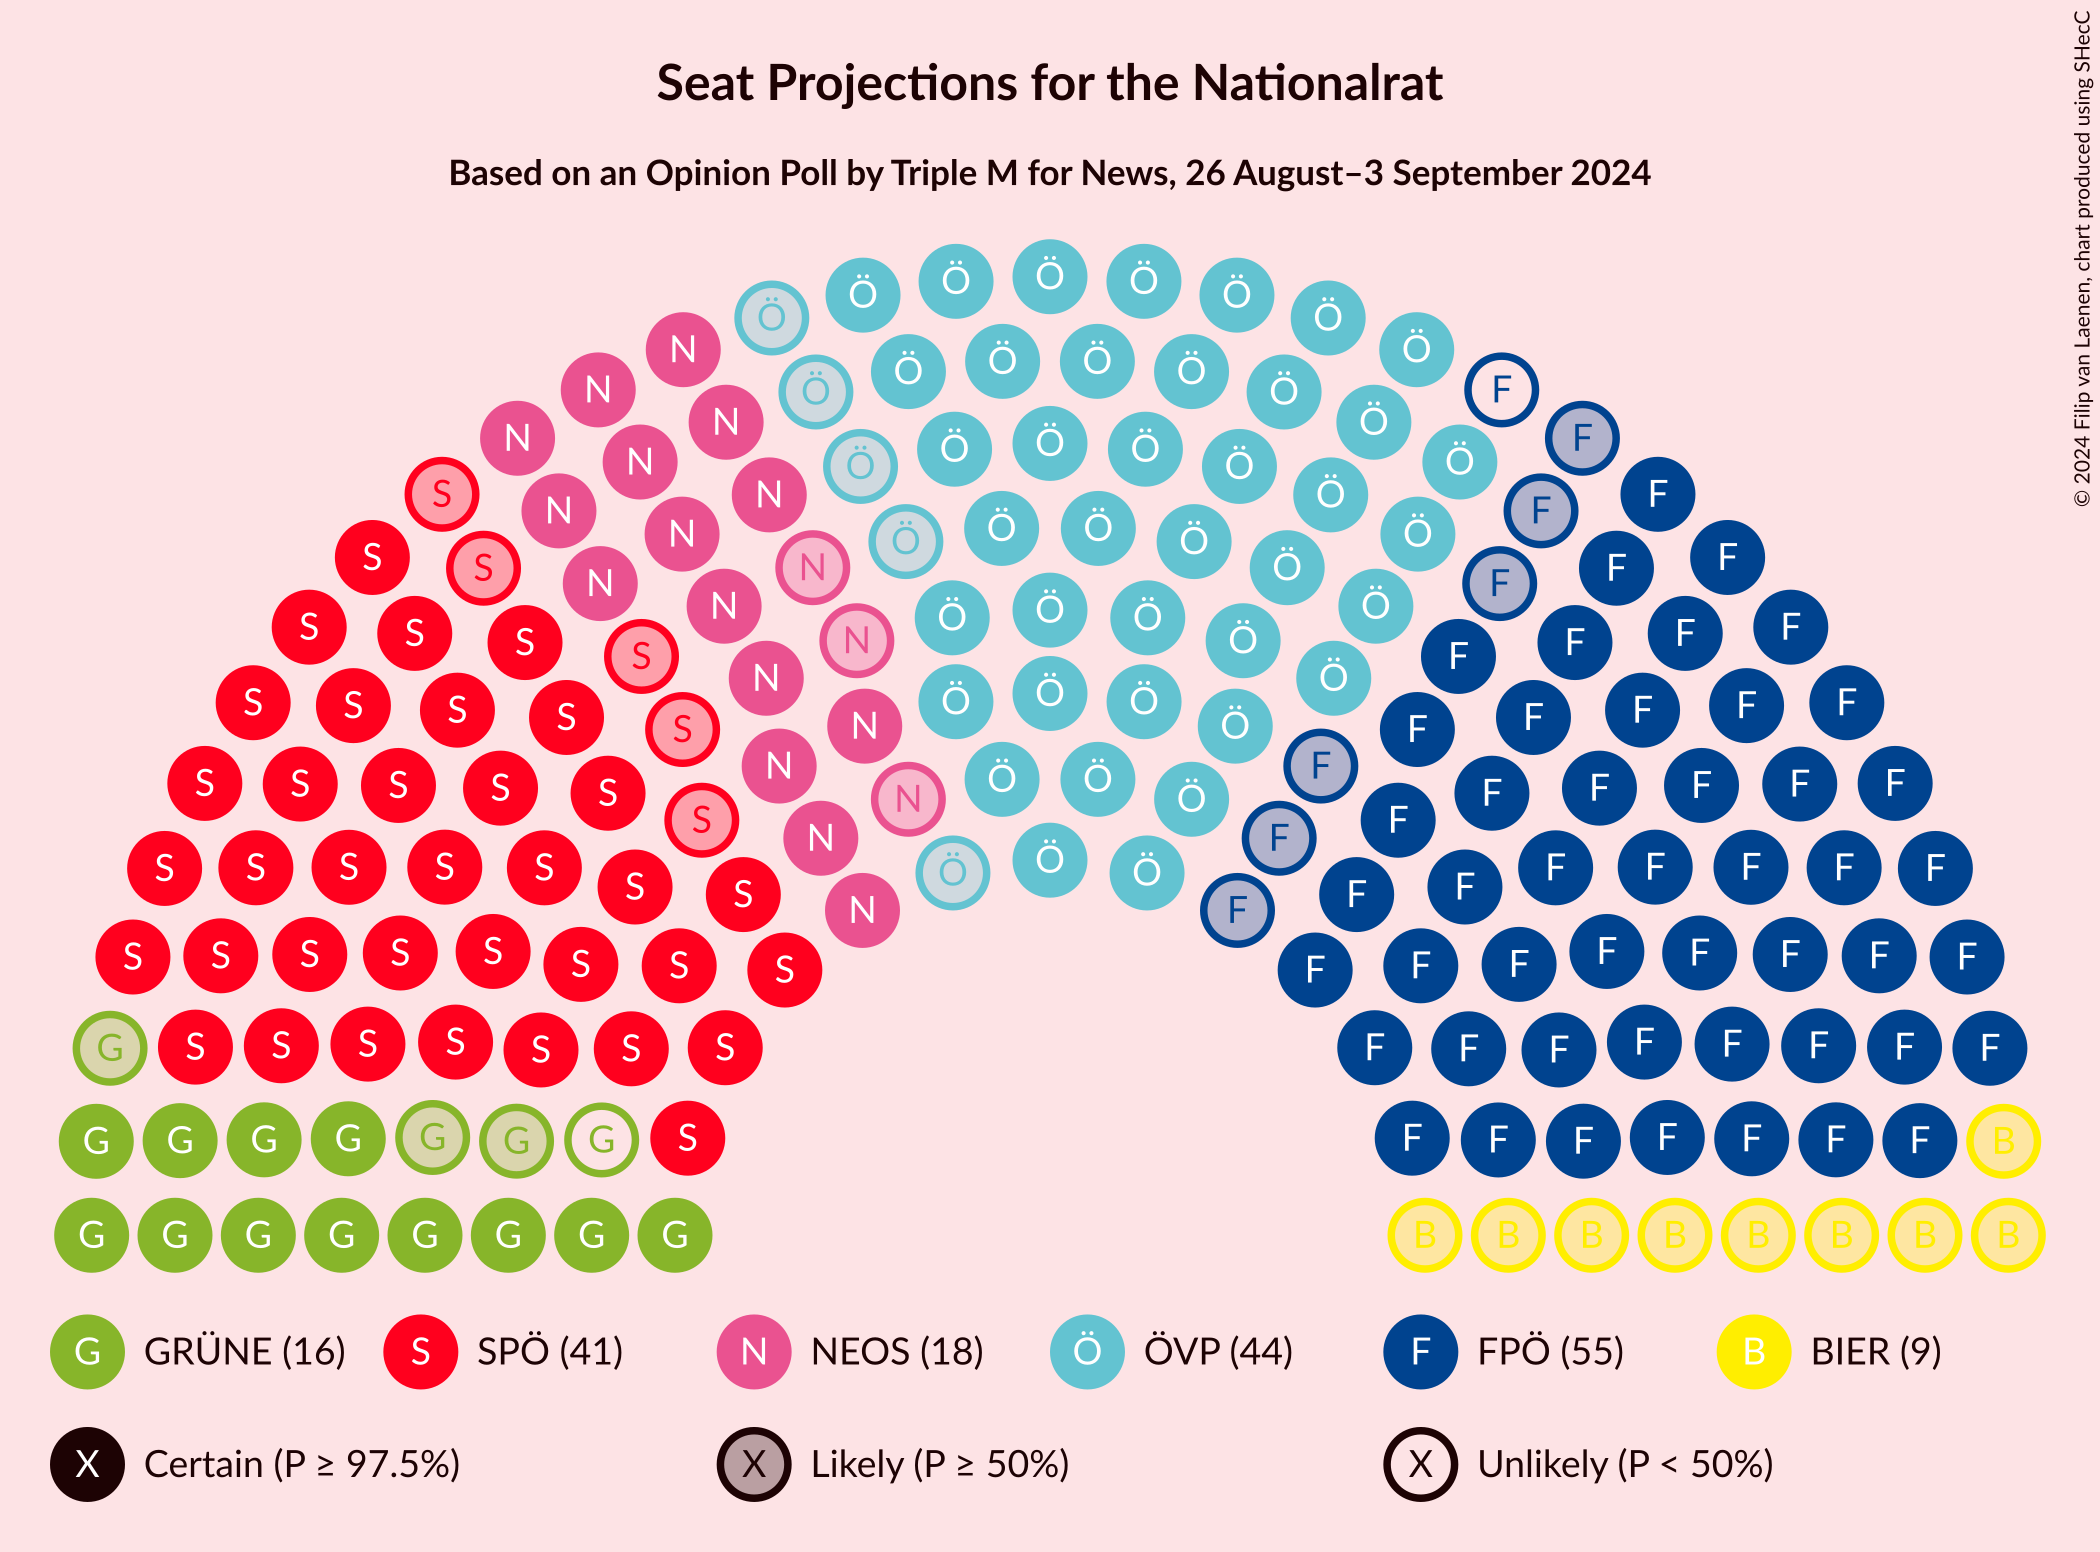 Seat Projections for the Nationalrat
Based on an Opinion Poll by Triple M for News, 26 August–3 September 2024
© 2024 Filip van Laenen, chart produced using SHecC
Ö Ö Ö Ö Ö Ö Ö Ö
N N N Ö Ö Ö Ö Ö Ö Ö F F
S N N N Ö Ö Ö Ö Ö Ö F F
S S N N N Ö Ö Ö Ö Ö Ö F F F
S S S S N N N Ö Ö Ö Ö Ö F F F F F
S S S S S N N Ö Ö Ö Ö F F F F F F
S S S S S S N N Ö Ö Ö F F F F F F F
S S S S S S S N Ö Ö Ö F F F F F F F F
S S S S S S S S F F F F F F F F
G S S S S S S S F F F F F F F F
G G G G G G G S F F F F F F F B
G G G G G G G G B B B B B B B B
G GRÜNE (16) S SPÖ (41) N NEOS (18) Ö ÖVP (44) F FPÖ (55) B BIER (9)
X Certain (P ≥ 97.5%) X Likely (P ≥ 50%) X Unlikely (P < 50%)